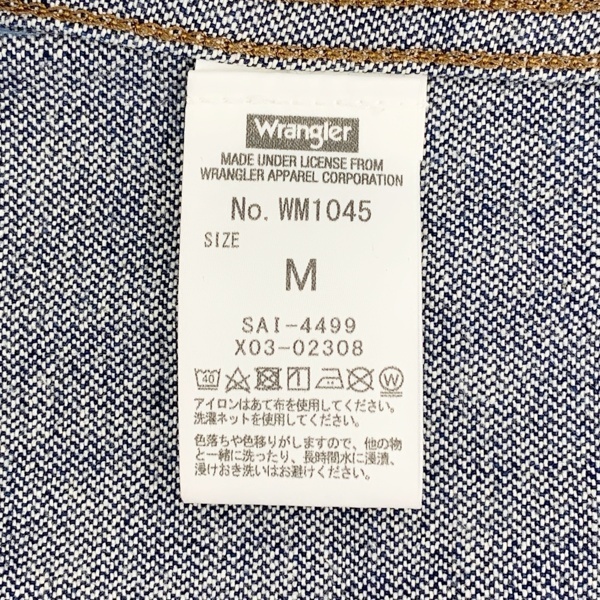 Wrangler
MADE UNDER LICENSE FROM
WRANGLER APPAREL CORPORATION
No. WM1045
SIZE
M
SAI-4499
X03-02308
40 W
アイロンはあて布を使用してください。
洗濯ネットを使用してください。
色落ちや色移りがしますので、他の物
と一緒に洗ったり、長時間水に浸漬、
浸けおき洗いはお避けください。